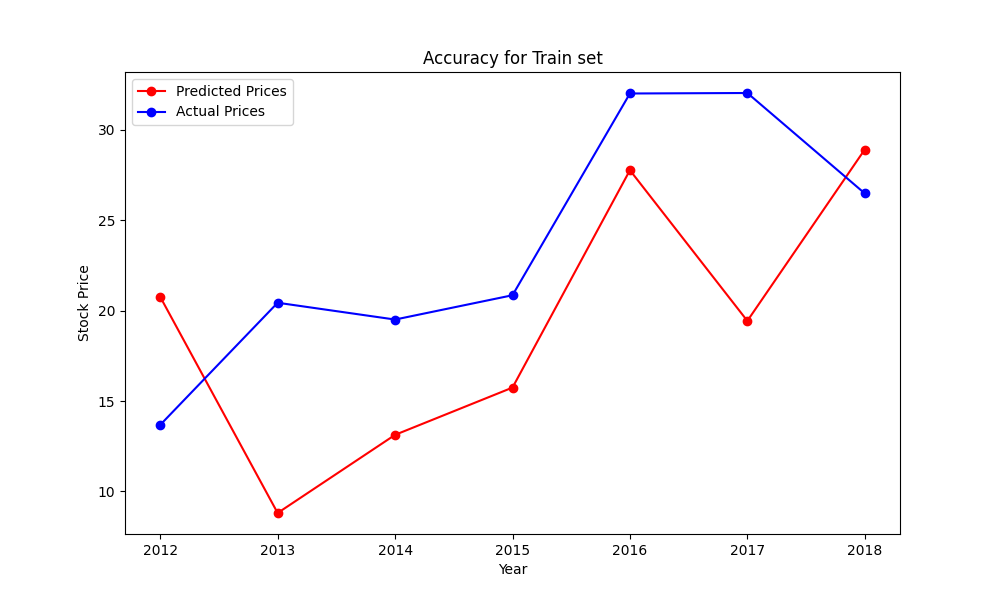 Accuracy for Train set
Predicted Prices
Actual Prices
30
25
20
15
10
Stock Price
2012 2013 2014 2015 2016 2017 2018
Year